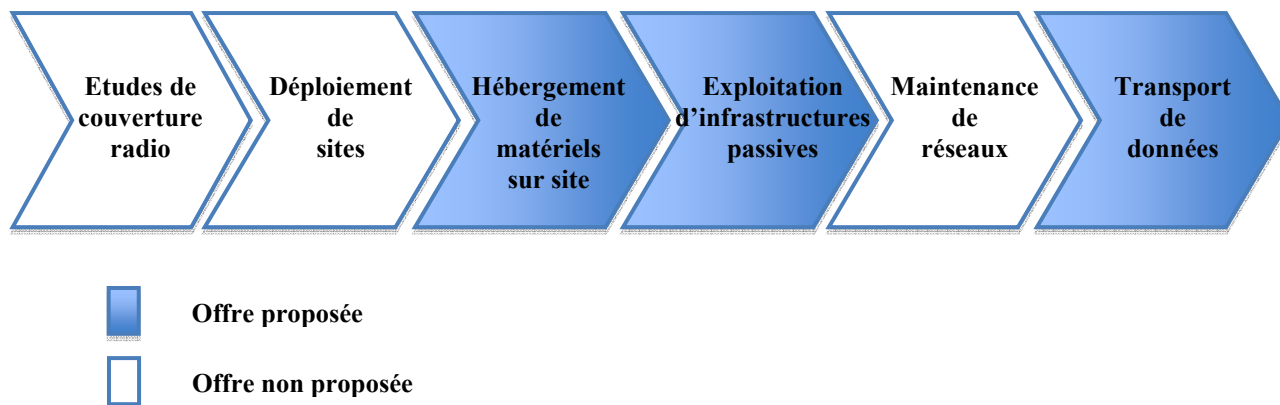 Etudes de
couverture
radio
Déploiement
de
sites
Hébergement
de
matériels
sur site
Exploitation
d’infrastructures
passives
Maintenance
de
réseaux
Transport
de
données
Offre proposée
Offre non proposée